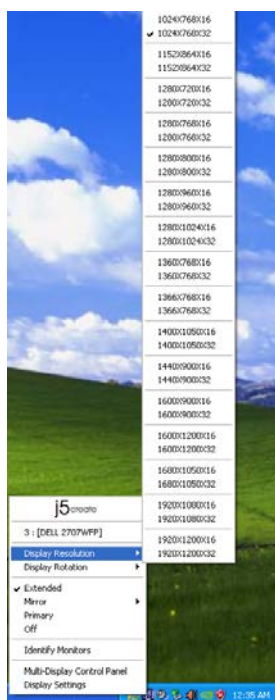 1024X768X16
1024X768X32
1152X864X16
1152X864X32
1280X720X16
1280X720X32
1280X768X16
1280X768X32
1280X800X16
1280X800X32
1280X960X16
1280X960X32
1280X1024X16
1280X1024X32
1360X768X16
1360X768X32
1366X768X16
1366X768X32
1400X1050X16
1400X1050X32
1440X900X16
1440X900X32
1600X900X16
1600X900X32
1600X1200X16
1600X1200X32
1680X1050X16
1680X1050X32
1920X1080X16
1920X1080X32
1920X1200X16
1920X1200X32
j5create
3 : [DELL 2707WFP]
Display Resolution
Display Rotation
Extended
Mirror
Primary
Off
Identify Monitors
Multi-Display Control Panel
Display Settings
12:35 AM